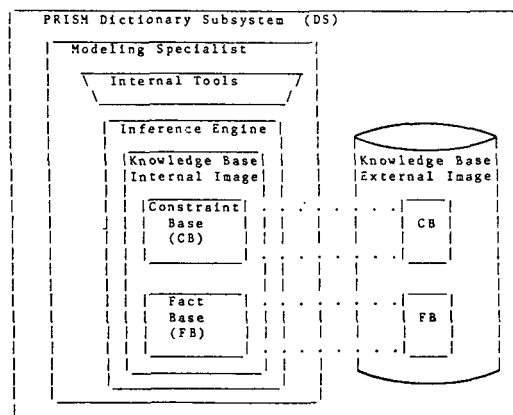 PRISM Dictionary Subsystem (DS)
Modeling Specialist
Internal Tools
Inference Engine
Knowledge Base
Internal Image
Constraint
Base
(CB)
Fact
Base
(FB)
Knowledge Base
External Image
CB
FB